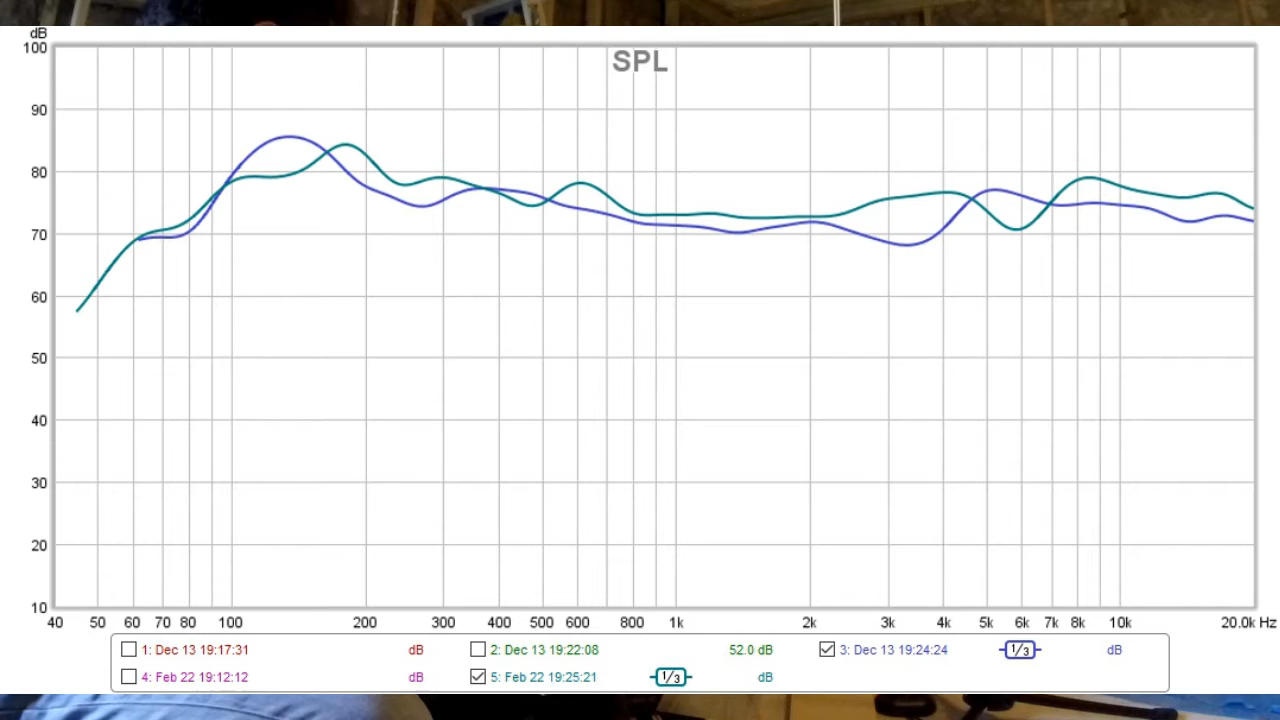 dB
SPL
100
90
80
70
60
50
40
30
20
10
40 50 60 70 80 100 200 300 400 500 600 800 1k 2k 3k 4k 5k 6k 7k 8k 10k 20.0k Hz
1: Dec 13 19:17:31 dB 2: Dec 13 19:22:08 52.0 dB 3: Dec 13 19:24:24 1/3 dB
4: Feb 22 19:12:12 dB 5: Feb 22 19:25:21 1/3 dB